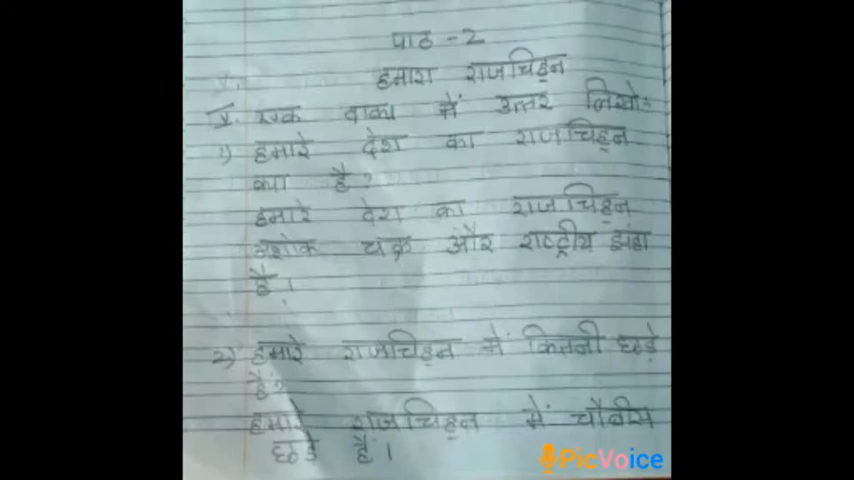 पाठ - 2
हमारा राजचिह्न
I. एक वाक्य में उत्तर लिखो:-
1) हमारे देश का राजचिह्न
क्या है?
हमारे देश का राजचिह्न
अशोक चक्र और राष्ट्रीय झंडा
है।
2) हमारे राजचिह्न में कितनी छड़े
हैं?
हमारे राजचिह्न में चौबीस
छड़े हैं।
PicVoice